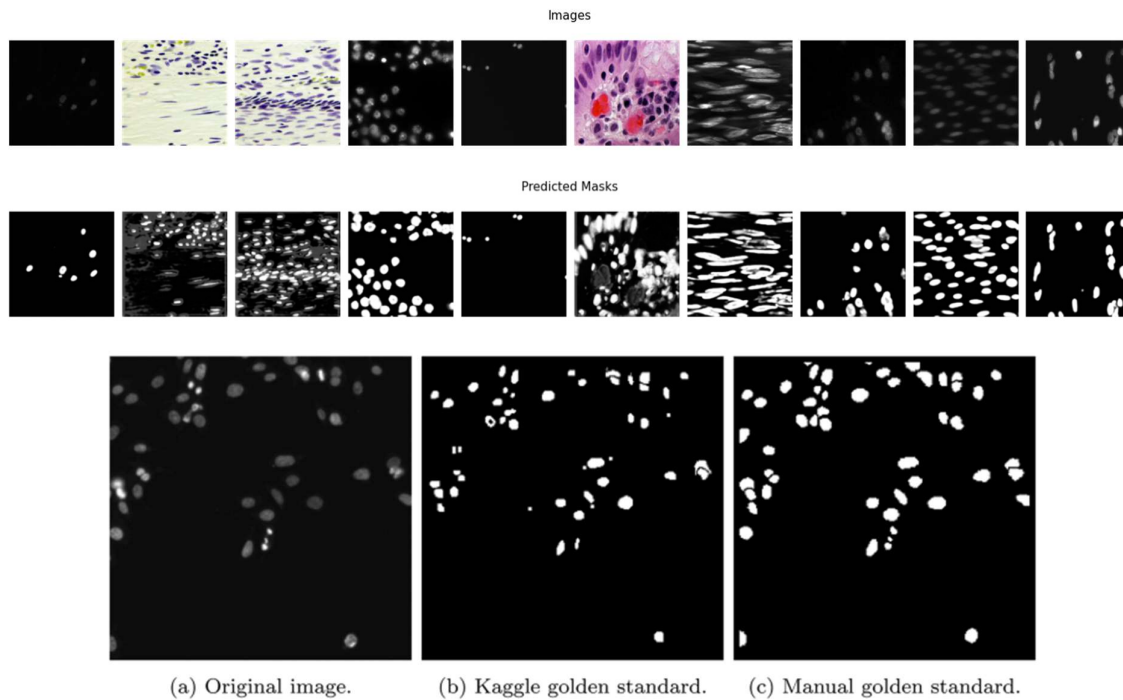 Images
Predicted Masks
(a) Original image. (b) Kaggle golden standard. (c) Manual golden standard.